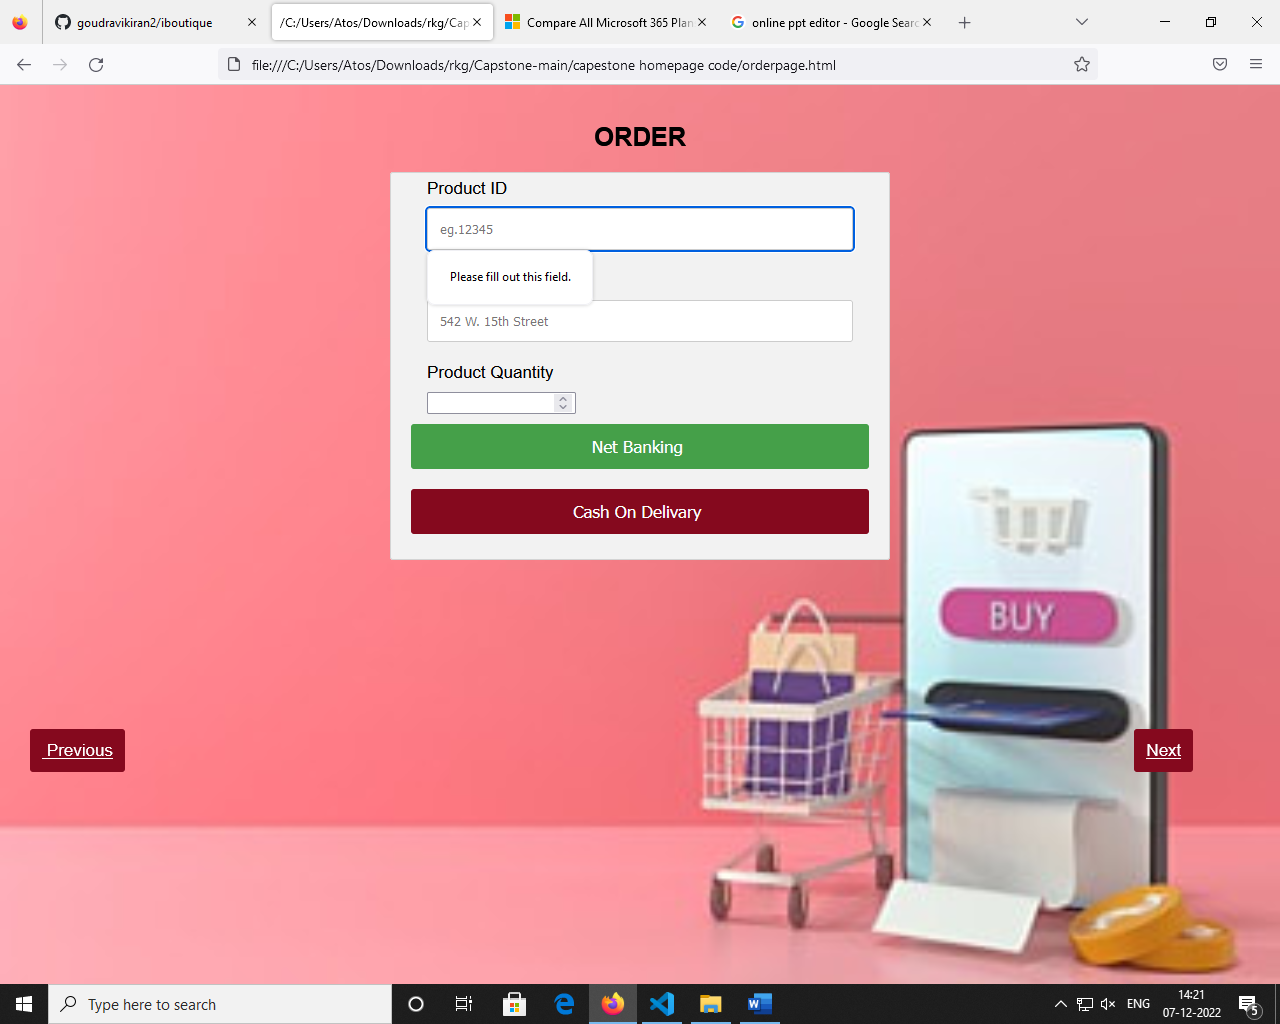 goudravikiran2/iboutique
/C:/Users/Atos/Downloads/rkg/Cap
Compare All Microsoft 365 Plan
online ppt editor - Google Searc
file:///C:/Users/Atos/Downloads/rkg/Capstone-main/capestone homepage code/orderpage.html
ORDER
Product ID
eg.12345
Please fill out this field.
542 W. 15th Street
Product Quantity
Net Banking
Cash On Delivary
BUY
Previous
Next
Type here to search
ENG
14:21
07-12-2022
5